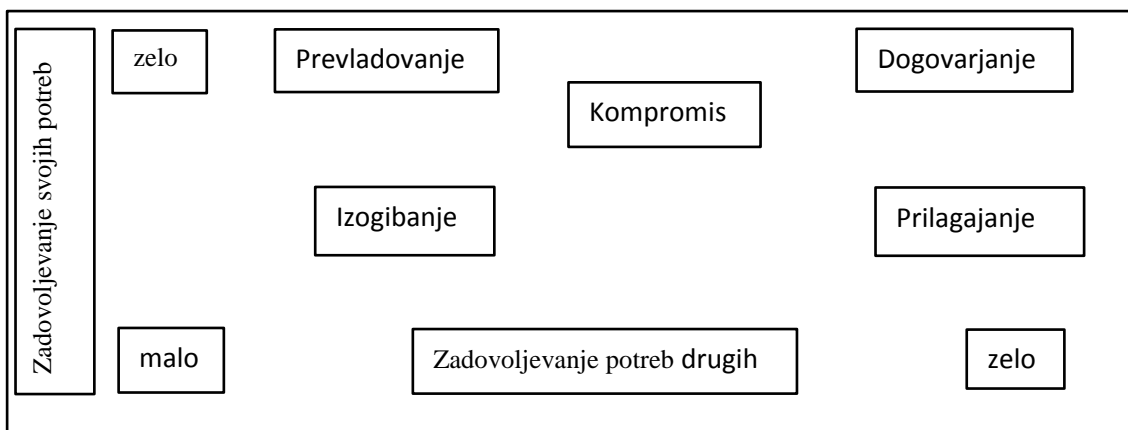 Zadovoljevanje svojih potreb
zelo
Prevladovanje
Dogovarjanje
Kompromis
Izogibanje
Prilagajanje
malo
Zadovoljevanje potreb drugih
zelo